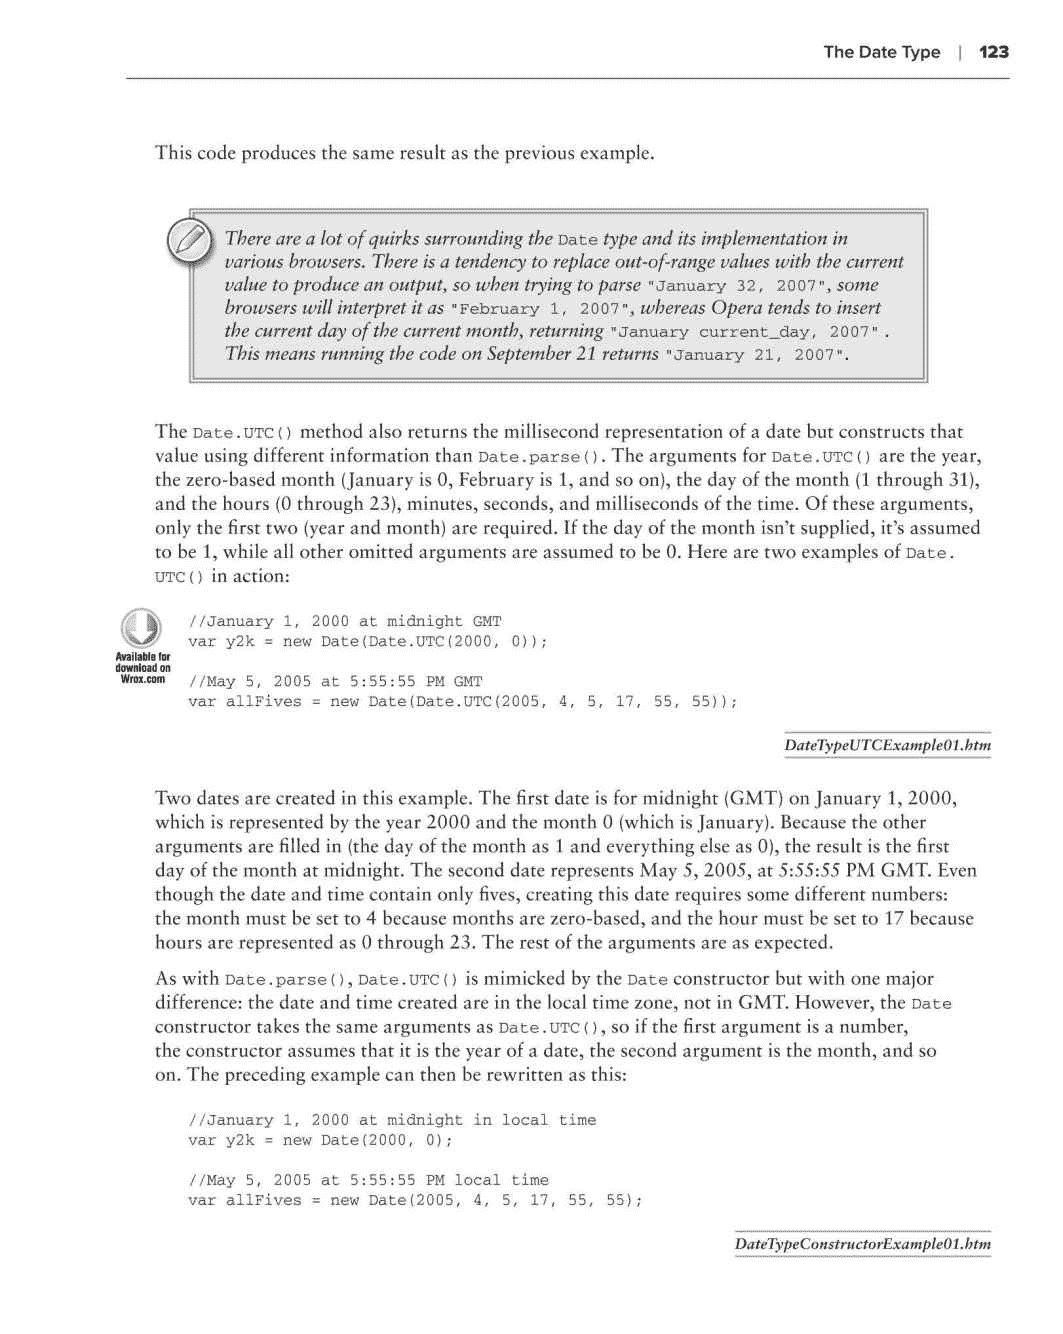 The Date Type | 123
This code produces the same result as the previous example.
There are a lot of quirks surrounding the Date type and its implementation in
various browsers. There is a tendency to replace out-of-range values with the current
value to produce an output, so when trying to parse "January 32, 2007", some
browsers will interpret it as "February 1, 2007", whereas Opera tends to insert
the current day of the current month, returning "January current_day, 2007" .
This means running the code on September 21 returns "January 21, 2007".
The Date.UTC() method also returns the millisecond representation of a date but constructs that
value using different information than Date.parse(). The arguments for Date.UTC() are the year,
the zero-based month (January is 0, February is 1, and so on), the day of the month (1 through 31),
and the hours (0 through 23), minutes, seconds, and milliseconds of the time. Of these arguments,
only the first two (year and month) are required. If the day of the month isn't supplied, it's assumed
to be 1, while all other omitted arguments are assumed to be 0. Here are two examples of Date.
UTC() in action:
Available for
download on
Wrox.com
//January 1, 2000 at midnight GMT
var y2k = new Date(Date.UTC(2000, 0));
//May 5, 2005 at 5:55:55 PM GMT
var allFives = new Date(Date.UTC(2005, 4, 5, 17, 55, 55));
DateTypeUTCExample01.htm
Two dates are created in this example. The first date is for midnight (GMT) on January 1, 2000,
which is represented by the year 2000 and the month 0 (which is January). Because the other
arguments are filled in (the day of the month as 1 and everything else as 0), the result is the first
day of the month at midnight. The second date represents May 5, 2005, at 5:55:55 PM GMT. Even
though the date and time contain only fives, creating this date requires some different numbers:
the month must be set to 4 because months are zero-based, and the hour must be set to 17 because
hours are represented as 0 through 23. The rest of the arguments are as expected.
As with Date.parse(), Date.UTC() is mimicked by the Date constructor but with one major
difference: the date and time created are in the local time zone, not in GMT. However, the Date
constructor takes the same arguments as Date.UTC(), so if the first argument is a number,
the constructor assumes that it is the year of a date, the second argument is the month, and so
on. The preceding example can then be rewritten as this:
//January 1, 2000 at midnight in local time
var y2k = new Date(2000, 0);
//May 5, 2005 at 5:55:55 PM local time
var allFives = new Date(2005, 4, 5, 17, 55, 55);
DateTypeConstructorExample01.htm